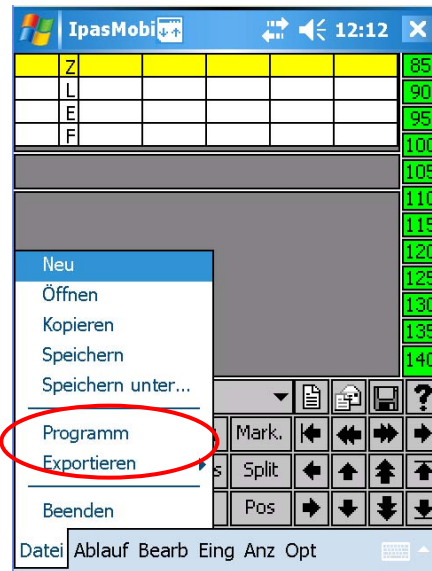 IpasMobi 12:12
Z
L
E
F
85
90
95
100
105
110
115
120
125
130
135
140
Neu
Öffnen
Kopieren
Speichern
Speichern unter...
Programm
Exportieren
Beenden
?
Mark.
s Split
Pos
Datei Ablauf Bearb Eing Anz Opt